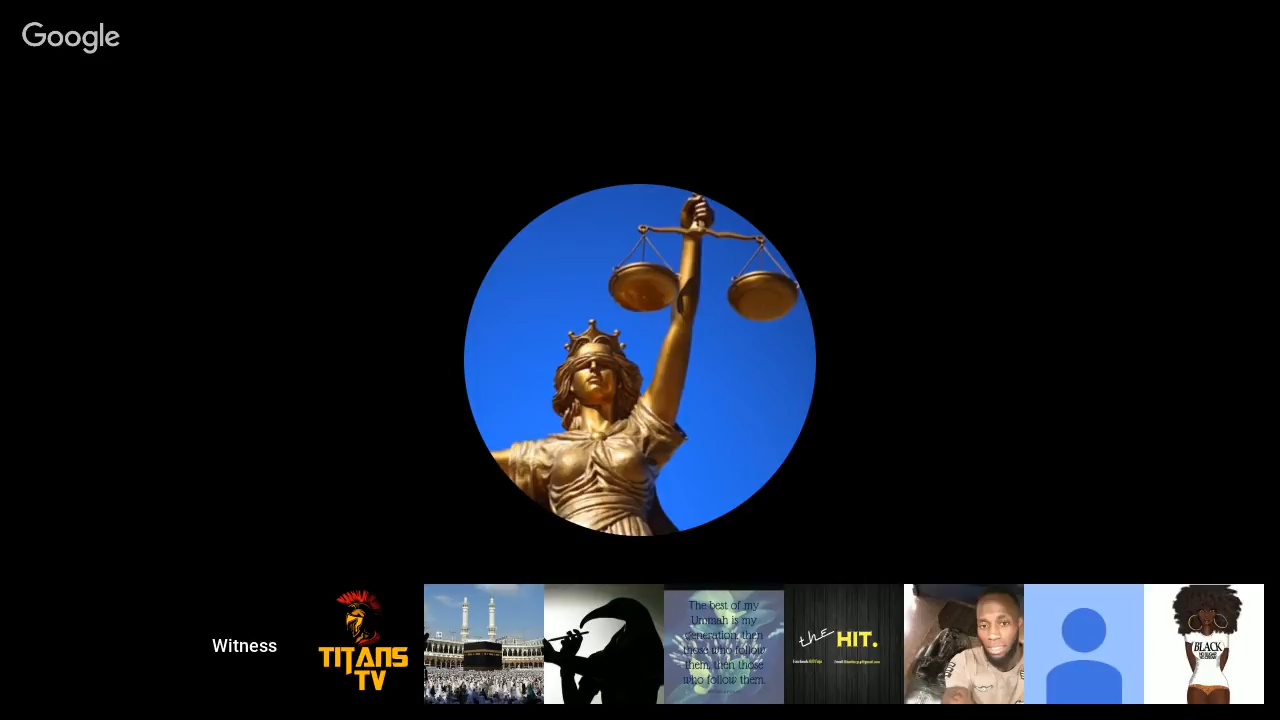 Google
Witness
TITANS
TV
The best of my
Ummah is my
generation, then
those who follow
them, then those
who follow them.
the HIT.
BLACK